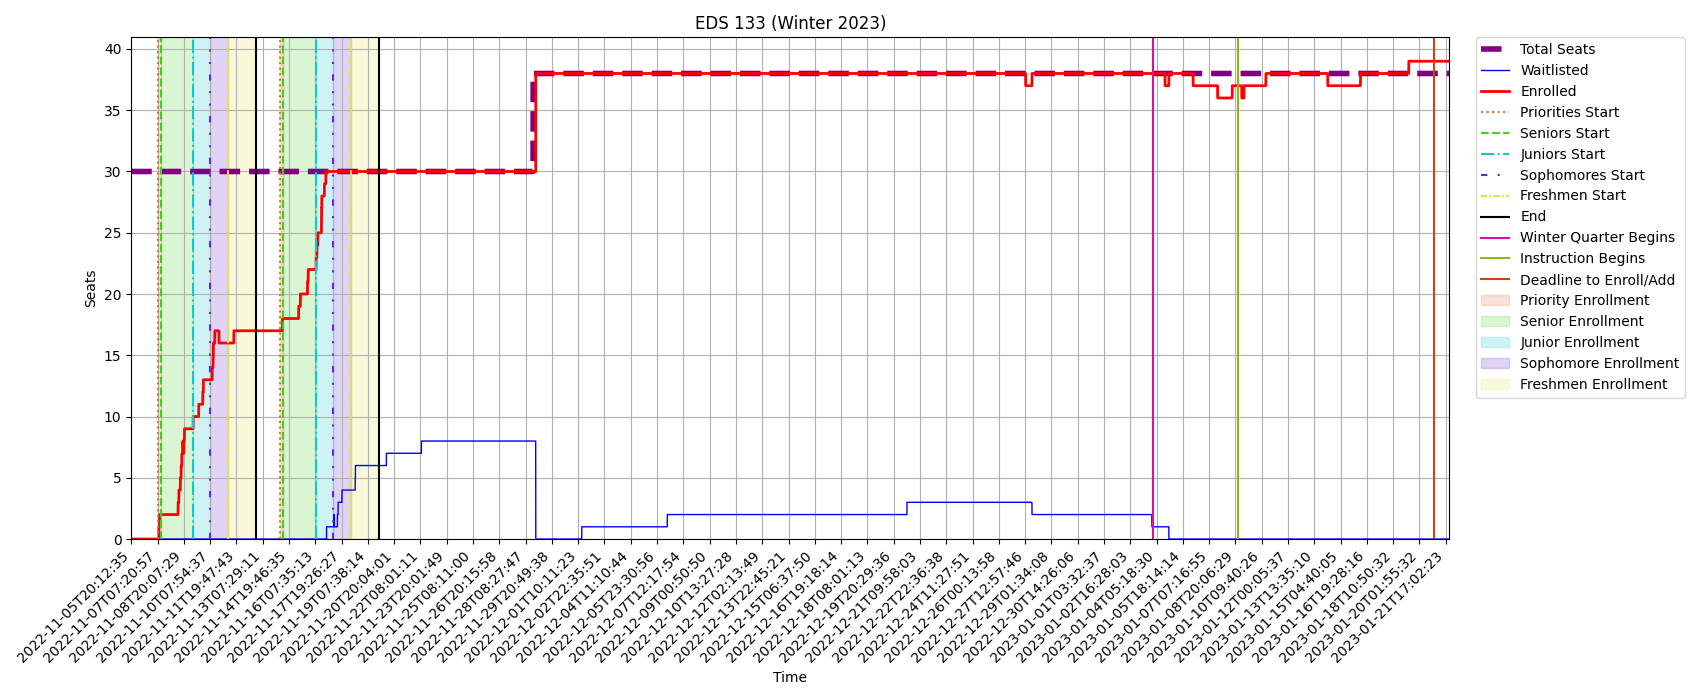 EDS 133 (Winter 2023)
40
35
30
25
20
15
10
5
0
Seats
2022-11-05T20:12:35
2022-11-07T07:20:57
2022-11-08T20:07:29
2022-11-10T07:54:37
2022-11-11T19:47:43
2022-11-13T07:29:11
2022-11-14T19:46:35
2022-11-16T07:35:13
2022-11-17T19:26:27
2022-11-19T07:38:14
2022-11-20T20:04:01
2022-11-22T08:01:11
2022-11-23T20:01:49
2022-11-25T08:11:00
2022-11-26T20:15:58
2022-11-28T08:27:47
2022-11-29T20:49:38
2022-12-01T10:11:23
2022-12-02T22:35:51
2022-12-04T11:10:44
2022-12-05T23:30:56
2022-12-07T12:17:54
2022-12-09T00:50:50
2022-12-10T13:27:28
2022-12-12T02:13:49
2022-12-13T22:45:21
2022-12-15T06:37:50
2022-12-16T19:18:14
2022-12-18T08:01:13
2022-12-19T20:29:36
2022-12-21T09:58:03
2022-12-22T22:36:38
2022-12-24T11:27:51
2022-12-26T00:13:58
2022-12-27T12:57:46
2022-12-29T01:34:08
2022-12-30T14:26:06
2023-01-01T03:32:37
2023-01-02T16:28:03
2023-01-04T05:18:30
2023-01-05T18:14:14
2023-01-07T07:16:55
2023-01-08T20:06:29
2023-01-10T09:40:26
2023-01-12T00:05:37
2023-01-13T13:35:10
2023-01-15T04:40:05
2023-01-16T19:28:16
2023-01-18T10:50:32
2023-01-20T01:55:32
2023-01-21T17:02:23
Time
Total Seats
Waitlisted
Enrolled
Priorities Start
Seniors Start
Juniors Start
Sophomores Start
Freshmen Start
End
Winter Quarter Begins
Instruction Begins
Deadline to Enroll/Add
Priority Enrollment
Senior Enrollment
Junior Enrollment
Sophomore Enrollment
Freshmen Enrollment